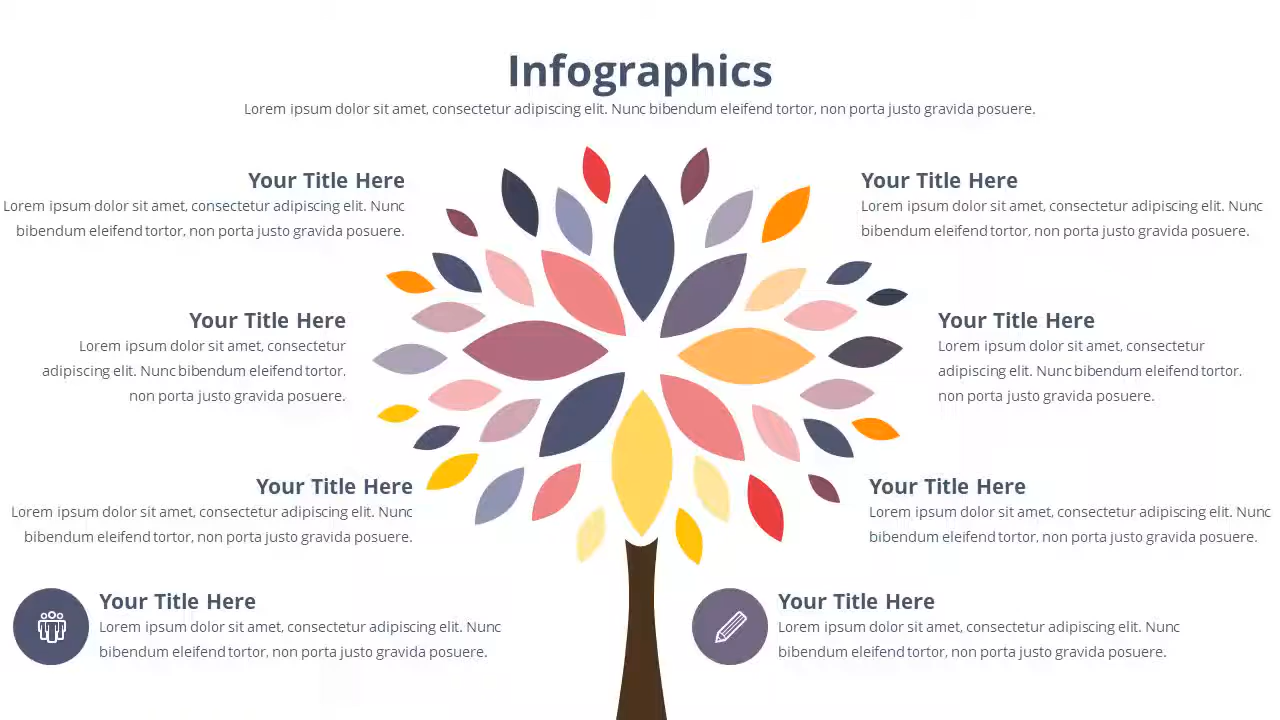 Infographics
Lorem ipsum dolor sit amet, consectetur adipiscing elit. Nunc bibendum eleifend tortor, non porta justo gravida posuere.
Your Title Here
Lorem ipsum dolor sit amet, consectetur adipiscing elit. Nunc
bibendum eleifend tortor, non porta justo gravida posuere.
Your Title Here
Lorem ipsum dolor sit amet, consectetur adipiscing elit. Nunc
bibendum eleifend tortor, non porta justo gravida posuere.
Your Title Here
Lorem ipsum dolor sit amet, consectetur
adipiscing elit. Nunc bibendum eleifend tortor.
non porta justo gravida posuere.
Your Title Here
Lorem ipsum dolor sit amet, consectetur
adipiscing elit. Nunc bibendum eleifend tortor.
non porta justo gravida posuere.
Your Title Here
Lorem ipsum dolor sit amet, consectetur adipiscing elit. Nunc
bibendum eleifend tortor, non porta justo gravida posuere.
Your Title Here
Lorem ipsum dolor sit amet, consectetur adipiscing elit. Nunc
bibendum eleifend tortor, non porta justo gravida posuere.
Your Title Here
Lorem ipsum dolor sit amet, consectetur adipiscing elit. Nunc
bibendum eleifend tortor, non porta justo gravida posuere.
Your Title Here
Lorem ipsum dolor sit amet, consectetur adipiscing elit. Nunc
bibendum eleifend tortor, non porta justo gravida posuere.